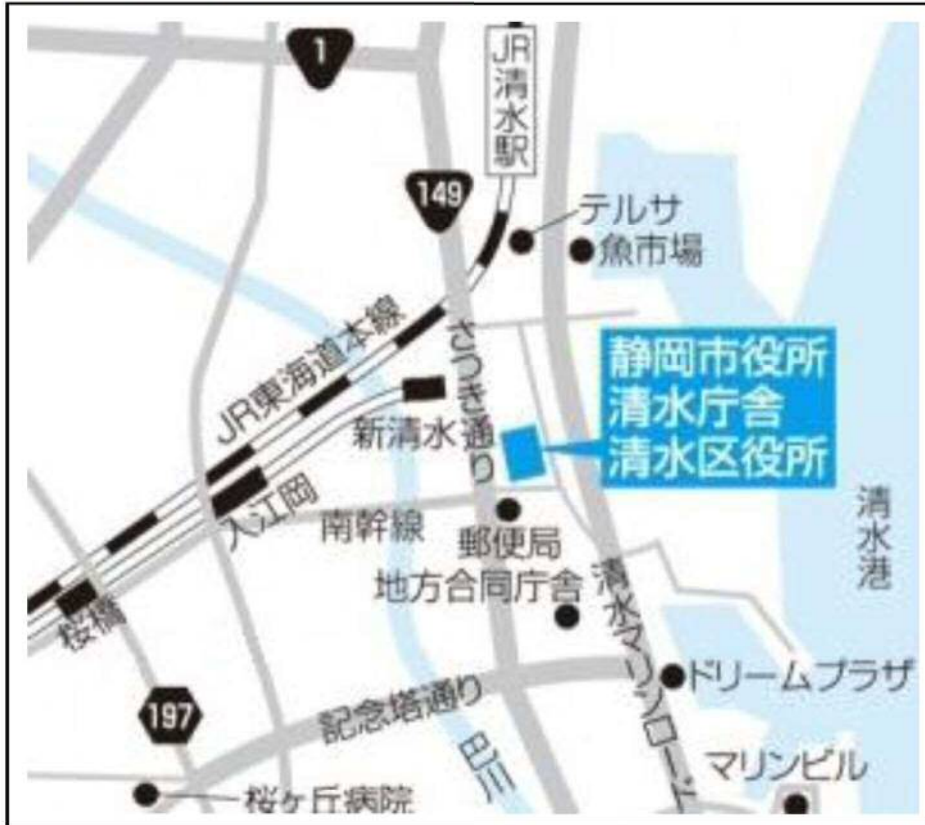 1
JR清水駅
149
テルサ
魚市場
JR東海道本線
さつき通り
静岡市役所
清水庁舎
清水区役所
新清水
入江岡
南幹線
郵便局
清水港
地方合同庁舎
桜橋
清水マリンロード
ドリームプラザ
197
記念塔通り
巴川
マリンビル
桜ヶ丘病院